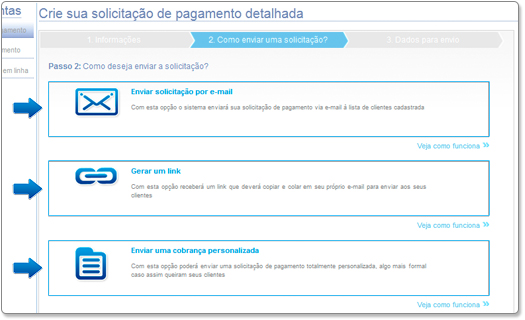 ntas
Crie sua solicitação de pagamento detalhada
amento
mento
em linha
1. Informações
2. Como enviar uma solicitação?
3. Dados para envio
Passo 2: Como deseja enviar a solicitação?
Enviar solicitação por e-mail
Com esta opção o sistema enviará sua solicitação de pagamento via e-mail à lista de clientes cadastrada
Veja como funciona »
Gerar um link
Com esta opção receberá um link que deverá copiar e colar em seu próprio e-mail para enviar aos seus
clientes
Veja como funciona »
Enviar uma cobrança personalizada
Com esta opção poderá enviar uma solicitação de pagamento totalmente personalizada, algo mais formal
caso assim queiram seus clientes
Veja como funciona »